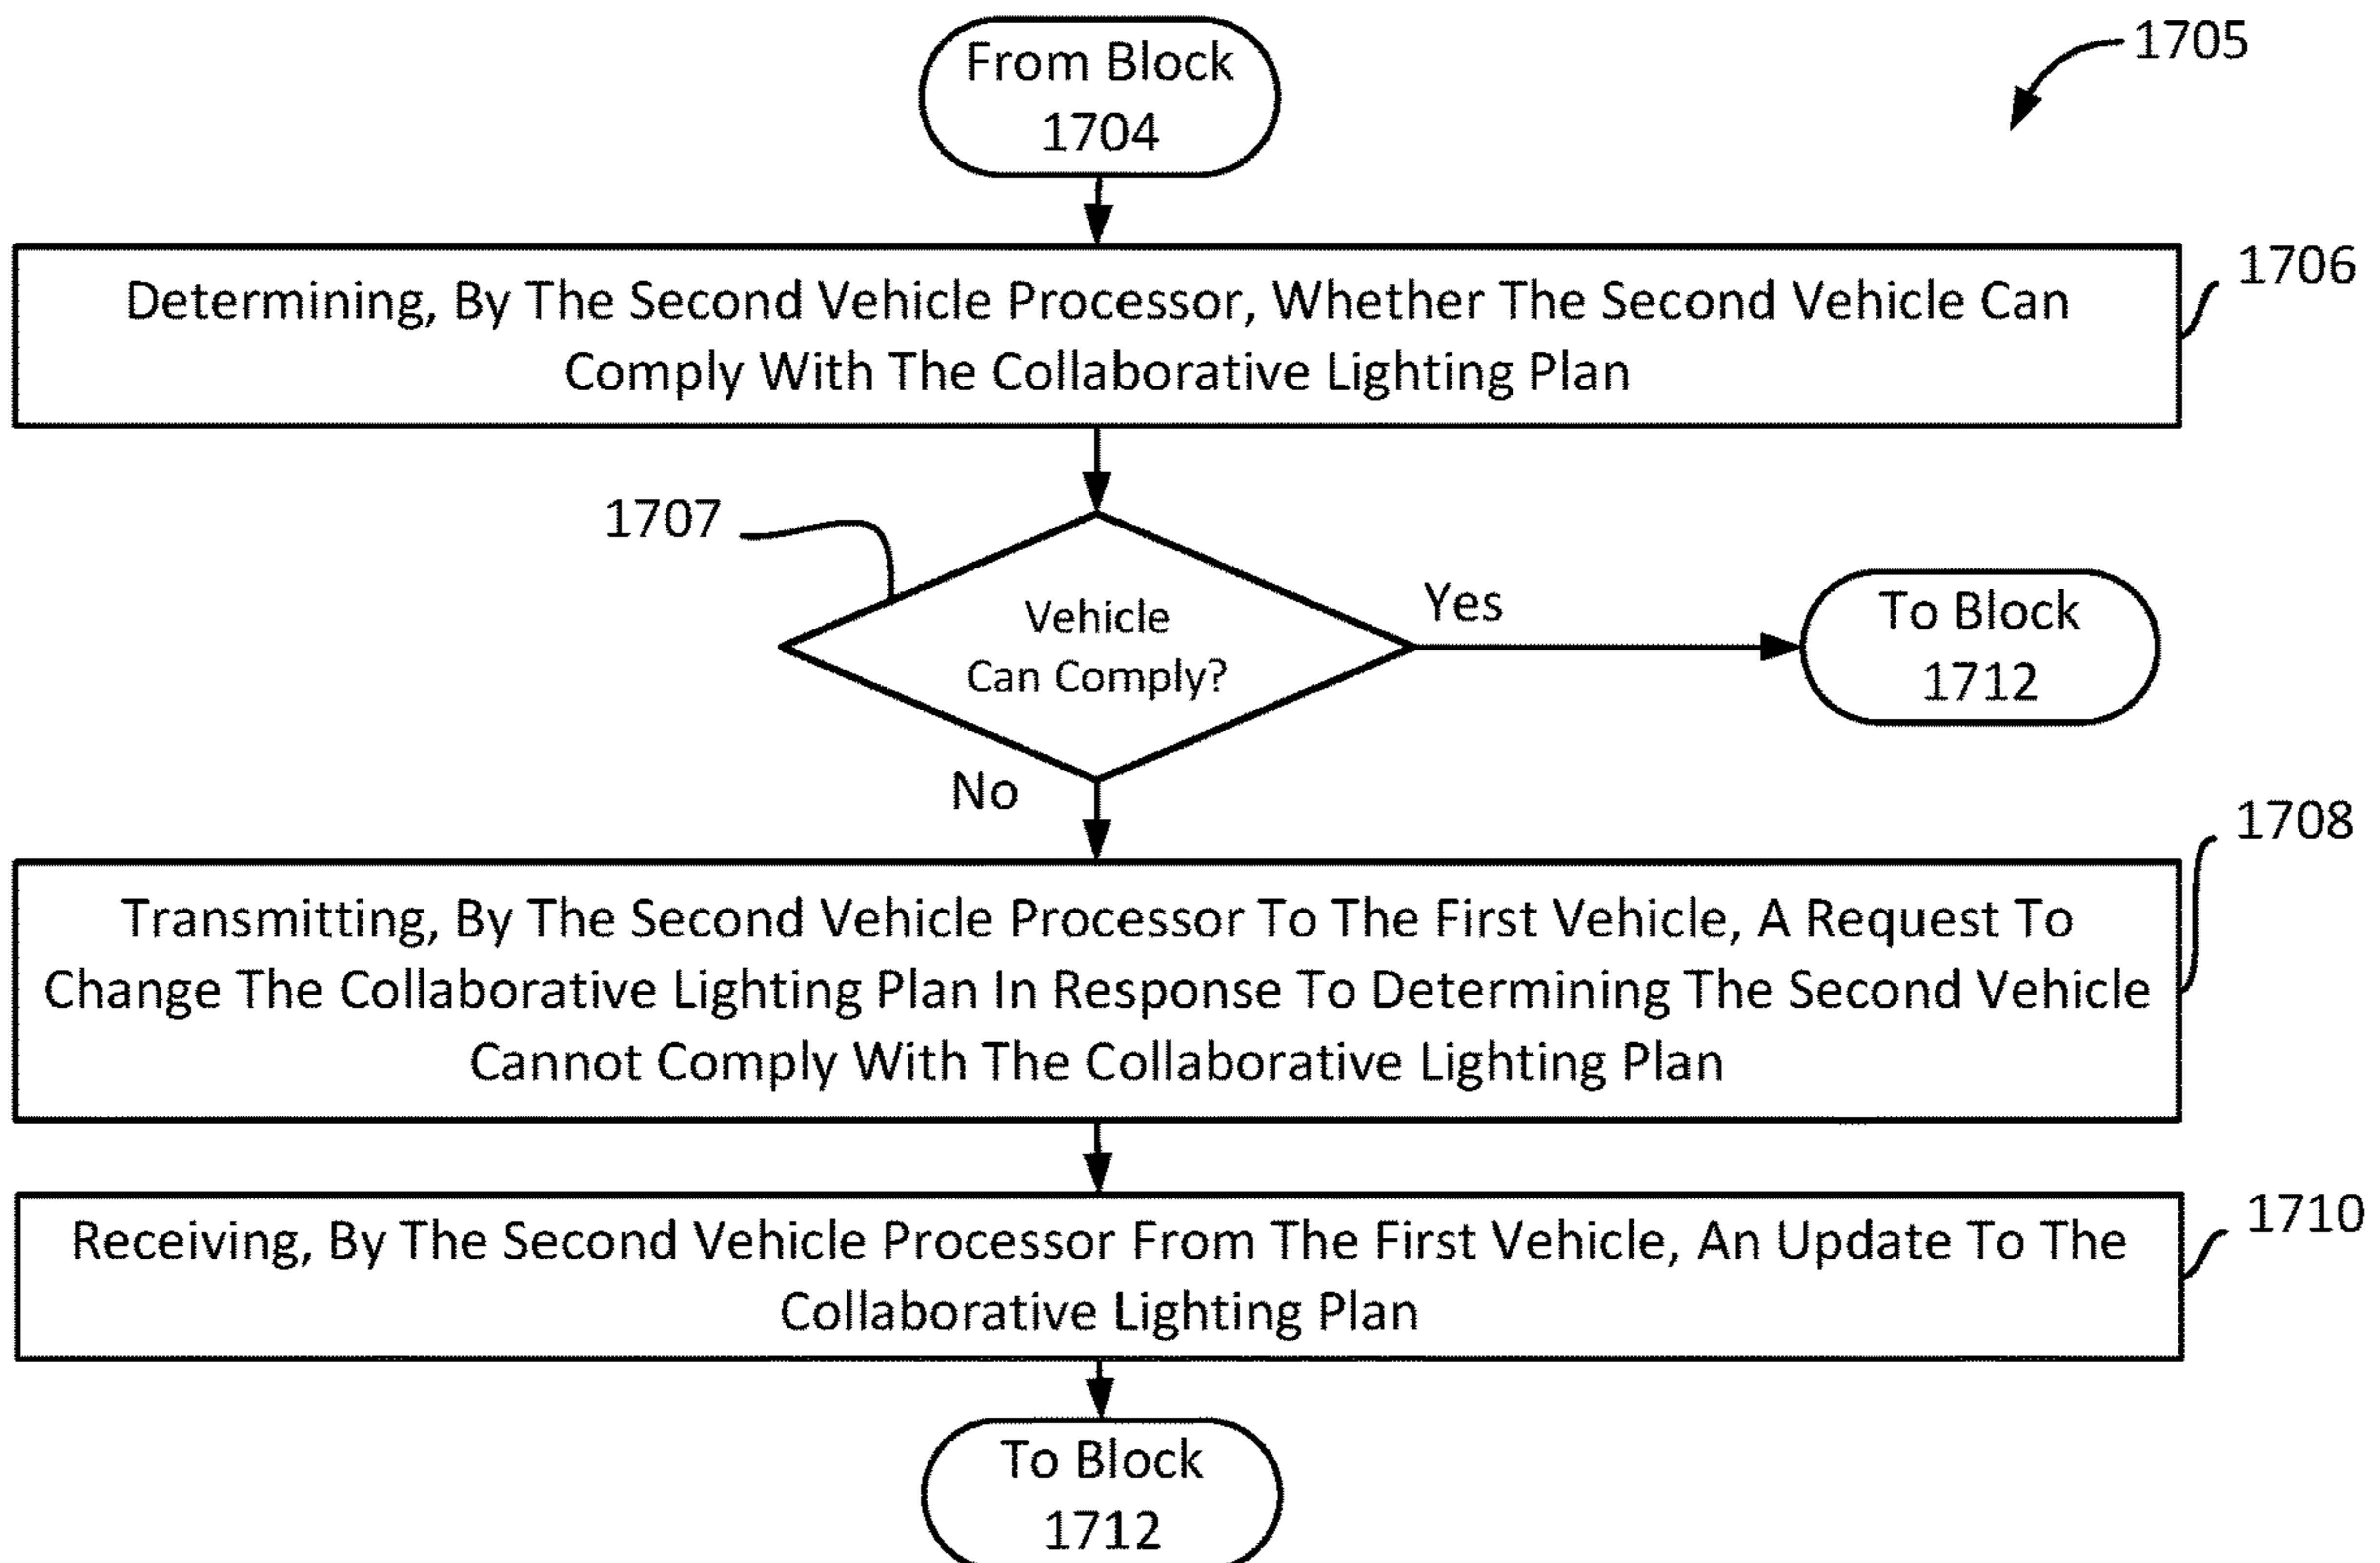 From Block
1704
1705
Determining, By The Second Vehicle Processor, Whether The Second Vehicle Can
Comply With The Collaborative Lighting Plan
1706
1707
Vehicle
Can Comply?
Yes
To Block
1712
No
1708
Transmitting, By The Second Vehicle Processor To The First Vehicle, A Request To
Change The Collaborative Lighting Plan In Response To Determining The Second Vehicle
Cannot Comply With The Collaborative Lighting Plan
Receiving, By The Second Vehicle Processor From The First Vehicle, An Update To The
Collaborative Lighting Plan
1710
To Block
1712